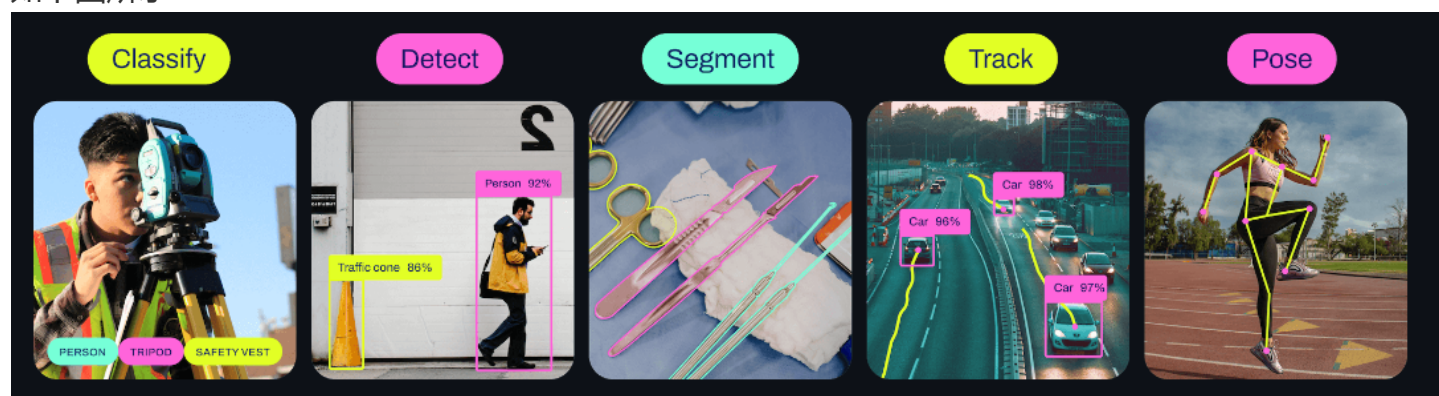 Classify
Detect
Segment
Track
Pose
PERSON
TRIPOD
SAFETY VEST
2
Person 92%
Traffic cone 86%
Car 98%
Car 96%
Car 97%